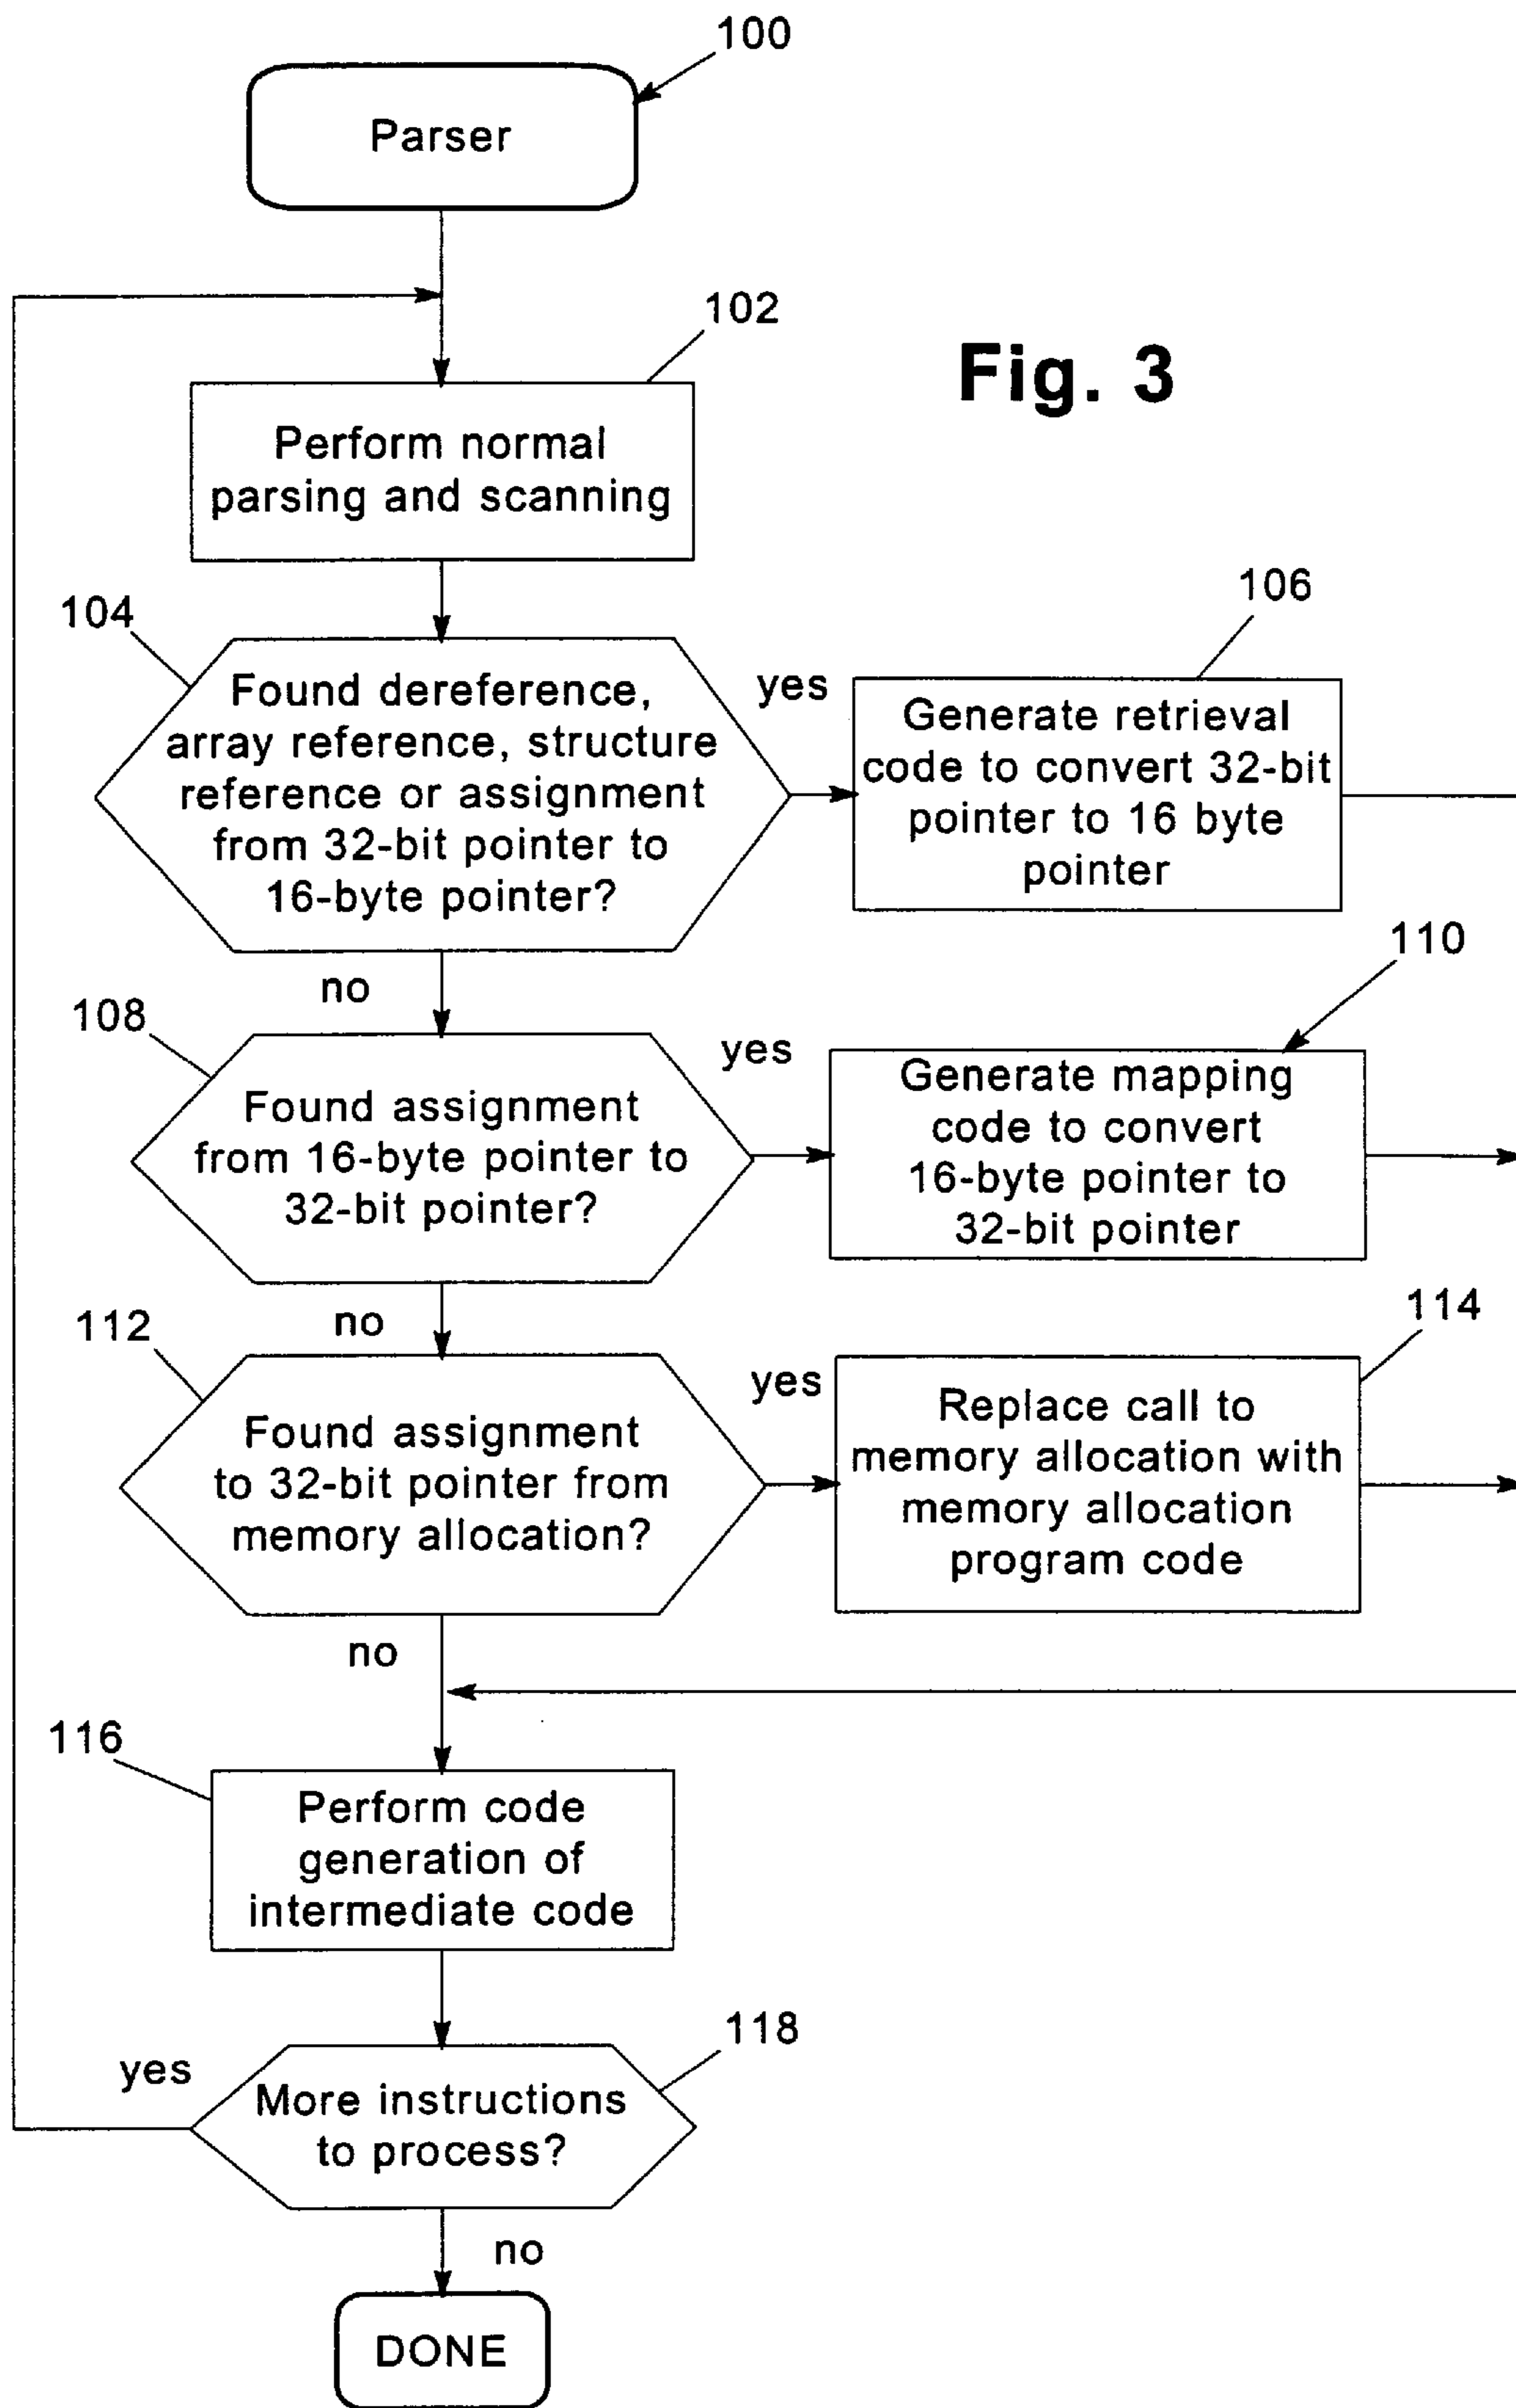 100
Parser
102
Fig. 3
Perform normal
parsing and scanning
104
106
Found dereference,
array reference, structure
reference or assignment
from 32-bit pointer to
16-byte pointer?
yes
Generate retrieval
code to convert 32-bit
pointer to 16 byte
pointer
no
108
110
Found assignment
from 16-byte pointer to
32-bit pointer?
yes
Generate mapping
code to convert
16-byte pointer to
32-bit pointer
no
112
114
Found assignment
to 32-bit pointer from
memory allocation?
yes
Replace call to
memory allocation with
memory allocation
program code
no
116
Perform code
generation of
intermediate code
118
yes
More instructions
to process?
no
DONE